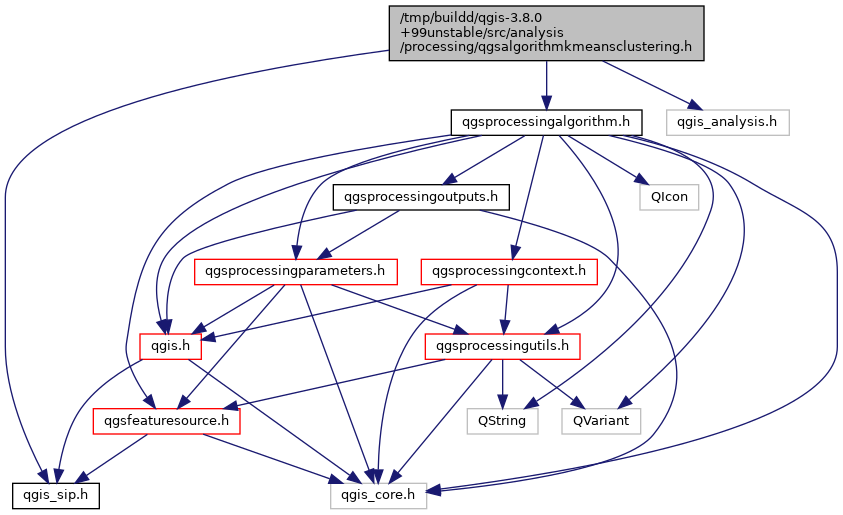 /tmp/buildd/qgis-3.8.0
+99unstable/src/analysis
/processing/qgsalgorithmkmeansclustering.h
qgsprocessingalgorithm.h
qgis_analysis.h
qgsprocessingoutputs.h
QIcon
qgsprocessingparameters.h
qgsprocessingcontext.h
qgis.h
qgsprocessingutils.h
qgsfeaturesource.h
QString
QVariant
qgis_sip.h
qgis_core.h